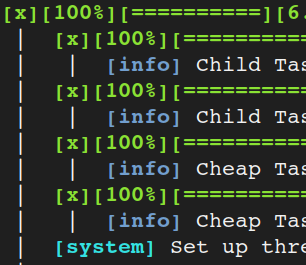 [x][100%][==========][6.
| [x][100%][=========
| | [info] Child Tas
| [x][100%][=========
| | [info] Child Tas
| [x][100%][=========
| | [info] Cheap Tas
| [x][100%][=========
| | [info] Cheap Tas
| [system] Set up thre